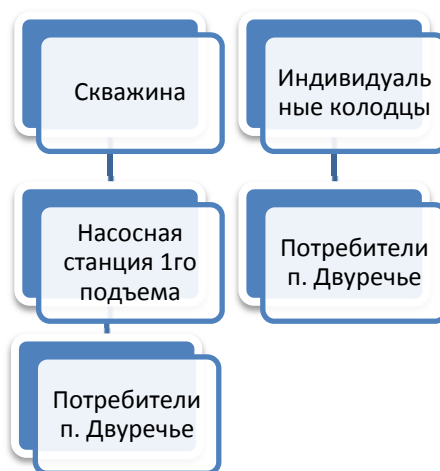 Скважина
Насосная
станция 1го
подъема
Потребители
п. Двуречье
Индивидуаль
ные колодцы
Потребители
п. Двуречье